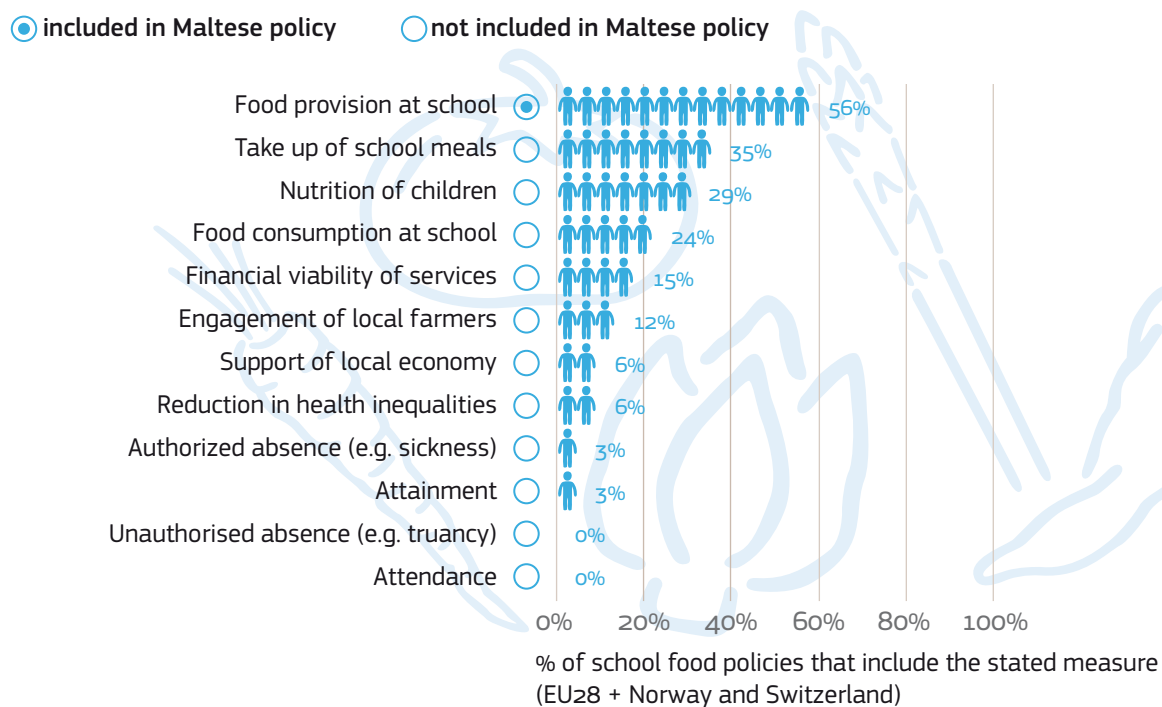 included in Maltese policy not included in Maltese policy
Food provision at school 56%
Take up of school meals 35%
Nutrition of children 29%
Food consumption at school 24%
Financial viability of services 15%
Engagement of local farmers 12%
Support of local economy 6%
Reduction in health inequalities 6%
Authorized absence (e.g. sickness) 3%
Attainment 3%
Unauthorised absence (e.g. truancy) 0%
Attendance 0%
0% 20% 40% 60% 80% 100%
% of school food policies that include the stated measure
(EU28 + Norway and Switzerland)